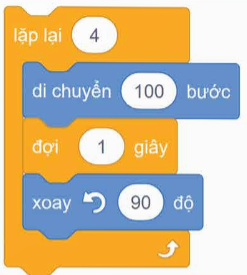 lặp lại 4
di chuyển 100 bước
đợi 1 giây
xoay 90 độ